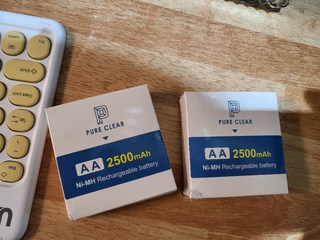 PURE CLEAR
AA 2500mAh
Ni-MH Rechargeable battery
PURE CLEAR
AA 2500mAh
Ni-MH Rechargeable battery